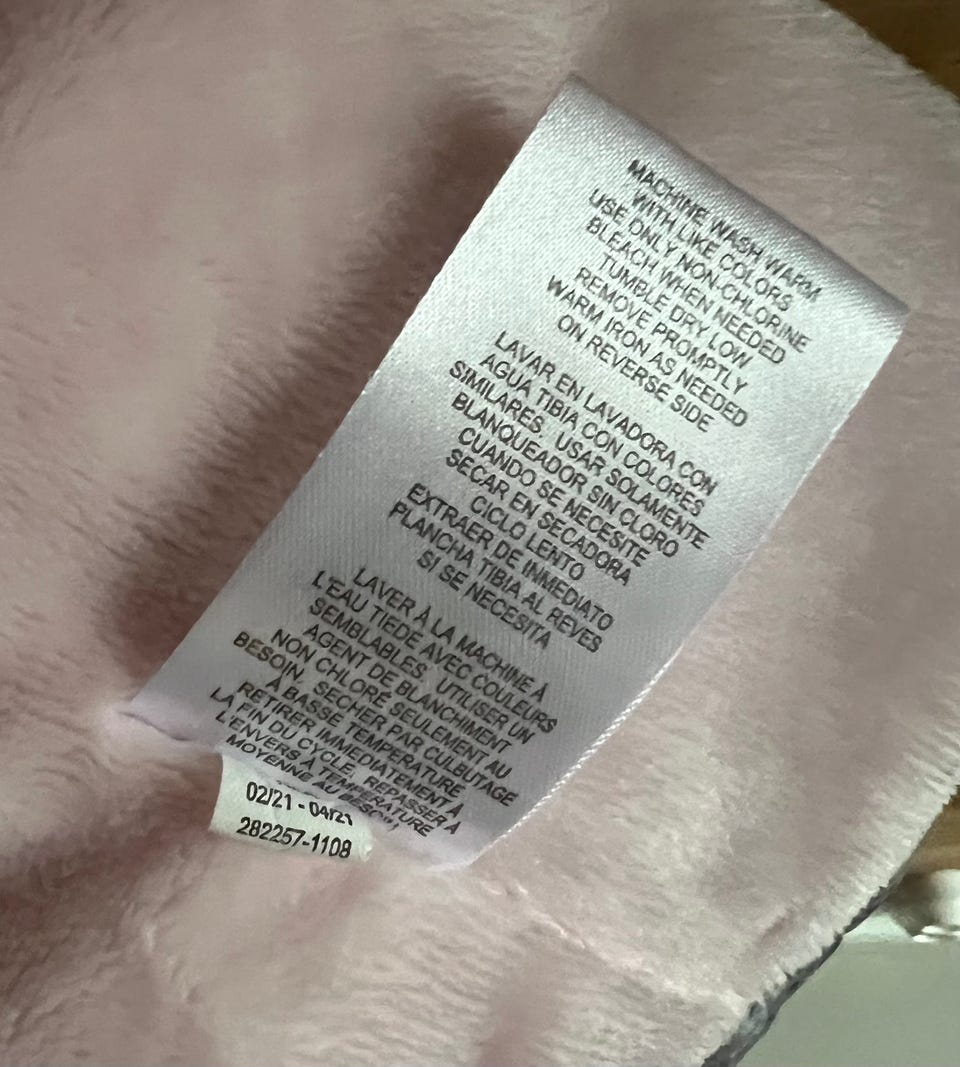 MACHINE WASH WARM
WITH LIKE COLORS
USE ONLY NON-CHLORINE
BLEACH WHEN NEEDED
TUMBLE DRY LOW
REMOVE PROMPTLY
WARM IRON AS NEEDED
ON REVERSE SIDE
LAVAR EN LAVADORA CON
AGUA TIBIA CON COLORES
SIMILARES. USAR SOLAMENTE
BLANQUEADOR SIN CLORO
CUANDO SE NECESITE
SECAR EN SECADORA
CICLO LENTO
EXTRAER DE INMEDIATO
PLANCHA TIBIA AL REVES
SI SE NECESITA
LAVER À LA MACHINE À
L'EAU TIEDE AVEC COULEURS
SEMBLABLES. UTILISER UN
AGENT DE BLANCHIMENT
NON CHLORÉ SEULEMENT AU
BESOIN. SECHER PAR CULBUTAGE
À BASSE TEMPERATURE
RETIRER IMMEDIATEMENT À
LA FIN DU CYCLE. REPASSER A
L'ENVERS À TEMPÉRATURE
MOYENNE AU BESOIN
02/21 - 04/21
282257-1108